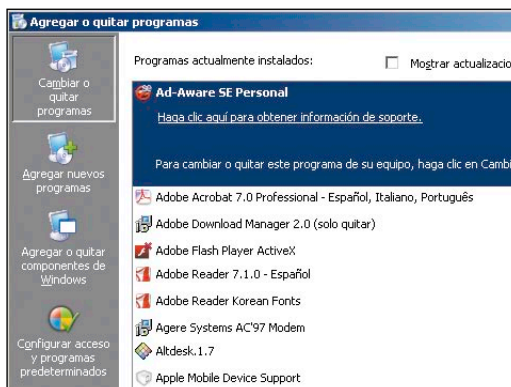 Agregar o quitar programas
Cambiar o
quitar
programas
Agregar nuevos
programas
Agregar o quitar
componentes de
Windows
Configurar acceso
y programas
predeterminados
Programas actualmente instalados:
Mostrar actualizacio
Ad-Aware SE Personal
Haga clic aquí para obtener información de soporte.
Para cambiar o quitar este programa de su equipo, haga clic en Cambi
Adobe Acrobat 7.0 Professional - Español, Italiano, Português
Adobe Download Manager 2.0 (solo quitar)
Adobe Flash Player ActiveX
Adobe Reader 7.1.0 - Español
Adobe Reader Korean Fonts
Agere Systems AC'97 Modem
Altdesk.1.7
Apple Mobile Device Support